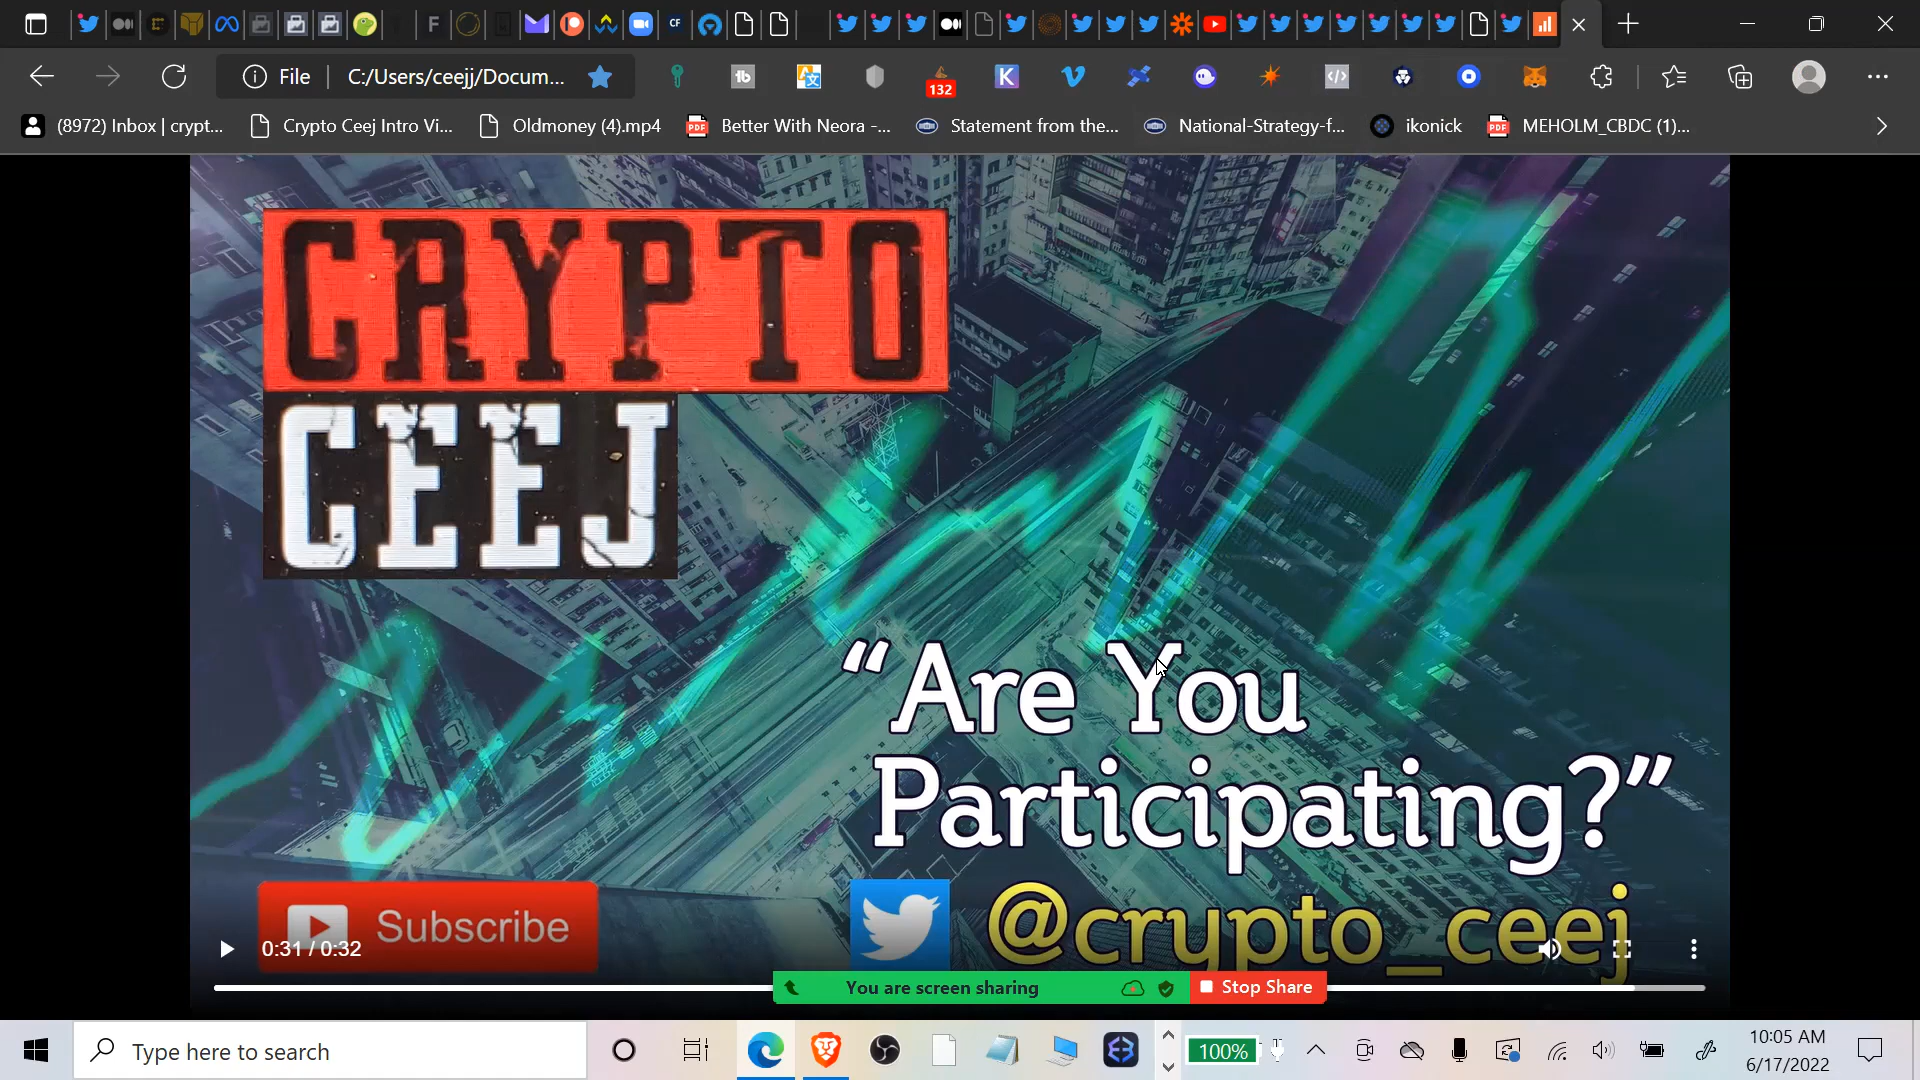 File
C:/Users/ceejj/Docum...
132
(8972) Inbox | crypt...
Crypto Ceej Intro Vi...
Oldmoney (4).mp4
Better With Neora -...
Statement from the...
National-Strategy-f...
ikonick
MEHOLM_CBDC (1)...
CRYPTO
CEEJ
“Are You
Participating?”
Subscribe
@crypto_ceej
0:31 / 0:32
You are screen sharing
Stop Share
Type here to search
100%
10:05 AM
6/17/2022